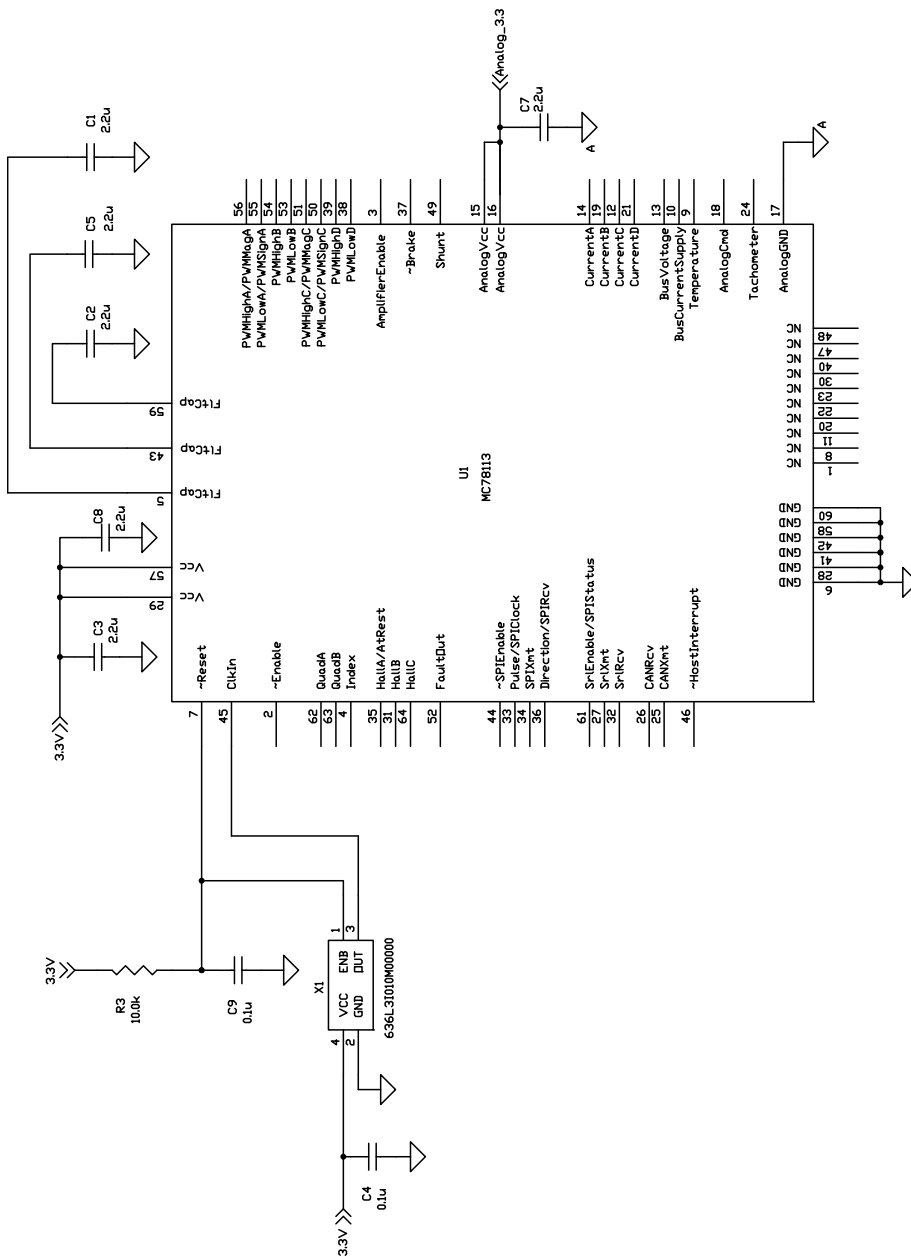 Analog_3.3
C1
2.2u
C5
2.2u
C2
2.2u
C8
2.2u
C3
2.2u
3.3V
C7
2.2u
A
A
59
FltCap
43
FltCap
5
FltCap
57
Vcc
29
Vcc
7
~Reset
45
ClkIn
2
~Enable
62
QuadA
63
QuadB
4
Index
35
HallA/AtRest
31
HallB
64
HallC
52
FaultOut
44
~SPIEnable
33
Pulse/SPIClock
34
SPIXmt
36
Direction/SPIRcv
61
SrlEnable/SPIStatus
27
SrlXmt
32
SrlRcv
26
CANRcv
25
CANXmt
46
~HostInterrupt
U1
MC78113
56
PWMHighA/PWMMagA
55
PWMLowA/PWMSignA
54
PWMHighB
53
PWMLowB
51
PWMHighC/PWMMagC
50
PWMLowC/PWMSignC
39
PWMHighD
38
PWMLowD
3
AmplifierEnable
37
~Brake
49
Shunt
15
AnalogVcc
16
AnalogVcc
14
CurrentA
19
CurrentB
12
CurrentC
21
CurrentD
13
BusVoltage
10
BusCurrentSupply
9
Temperature
18
AnalogCmd
24
Tachometer
17
AnalogGND
NC
48
NC
47
NC
40
NC
30
NC
23
NC
22
NC
20
NC
11
NC
8
NC
1
GND
60
GND
58
GND
42
GND
41
GND
28
GND
6
3.3V
R3
10.0k
C9
0.1u
X1
1
ENB
3
OUT
4
VCC
2
GND
636L3I010M00000
C4
0.1u
3.3V